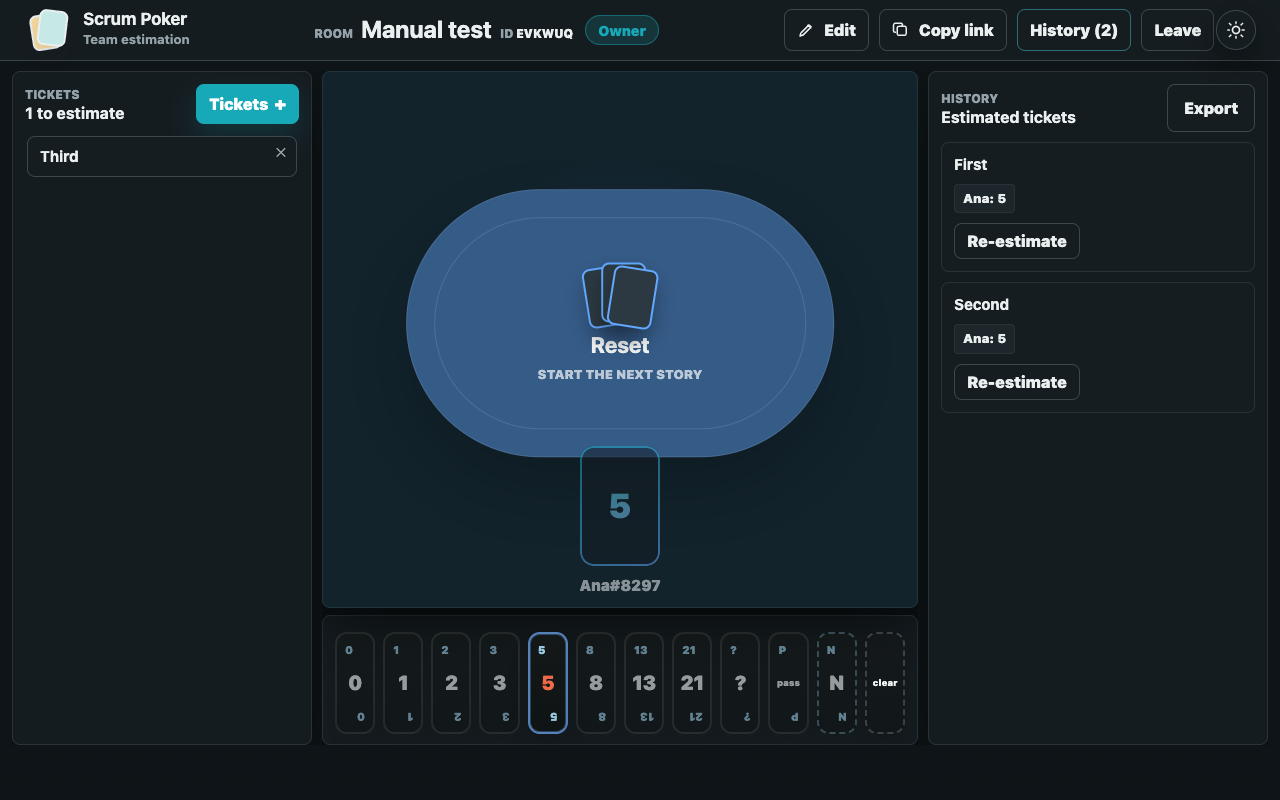 Scrum Poker
Team estimation
ROOM Manual test ID EVKWUQ Owner
Edit
Copy link
History (2)
Leave
TICKETS
1 to estimate
Tickets +
Third
Reset
START THE NEXT STORY
5
Ana#8297
0 1 2 3 5 8 13 21 ? P N
0 1 2 3 5 8 13 21 ? pass N clear
0 1 2 3 5 8 13 21 ? P N
HISTORY
Estimated tickets
Export
First
Ana: 5
Re-estimate
Second
Ana: 5
Re-estimate